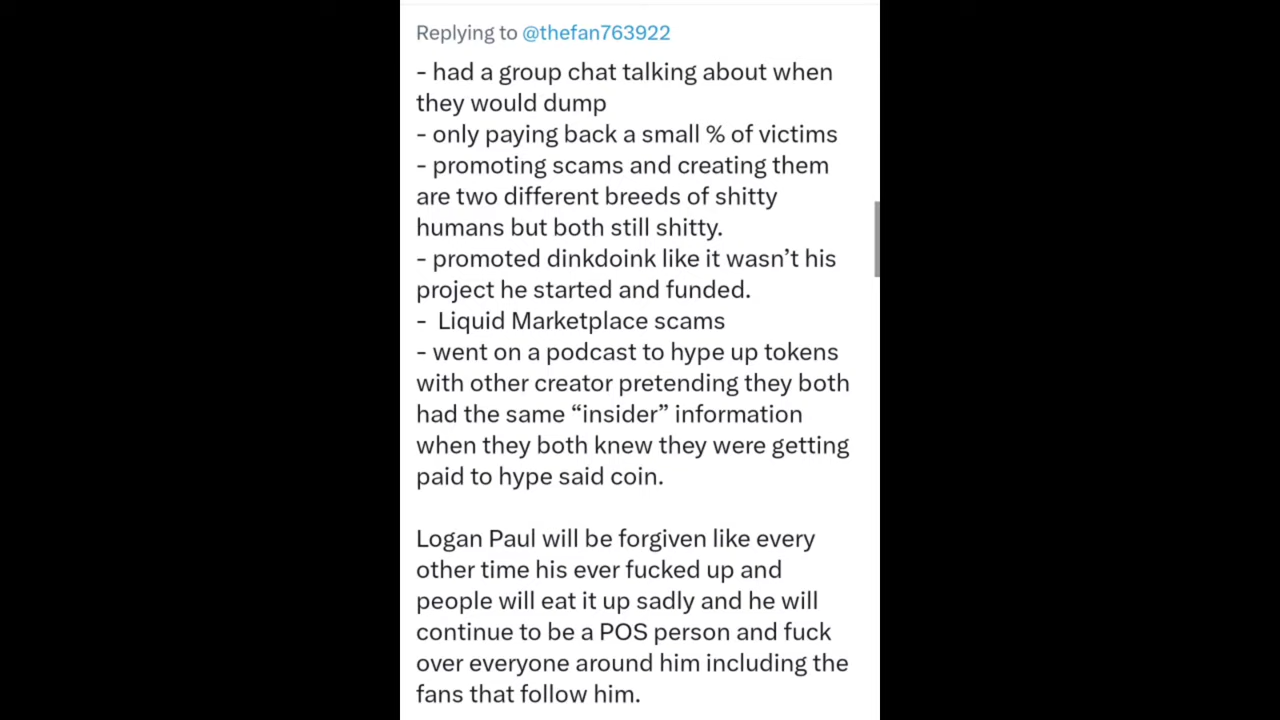 Replying to @thefan763922
- had a group chat talking about when
they would dump
- only paying back a small % of victims
- promoting scams and creating them
are two different breeds of shitty
humans but both still shitty.
- promoted dinkdoink like it wasn’t his
project he started and funded.
-  Liquid Marketplace scams
- went on a podcast to hype up tokens
with other creator pretending they both
had the same “insider” information
when they both knew they were getting
paid to hype said coin.

Logan Paul will be forgiven like every
other time his ever fucked up and
people will eat it up sadly and he will
continue to be a POS person and fuck
over everyone around him including the
fans that follow him.